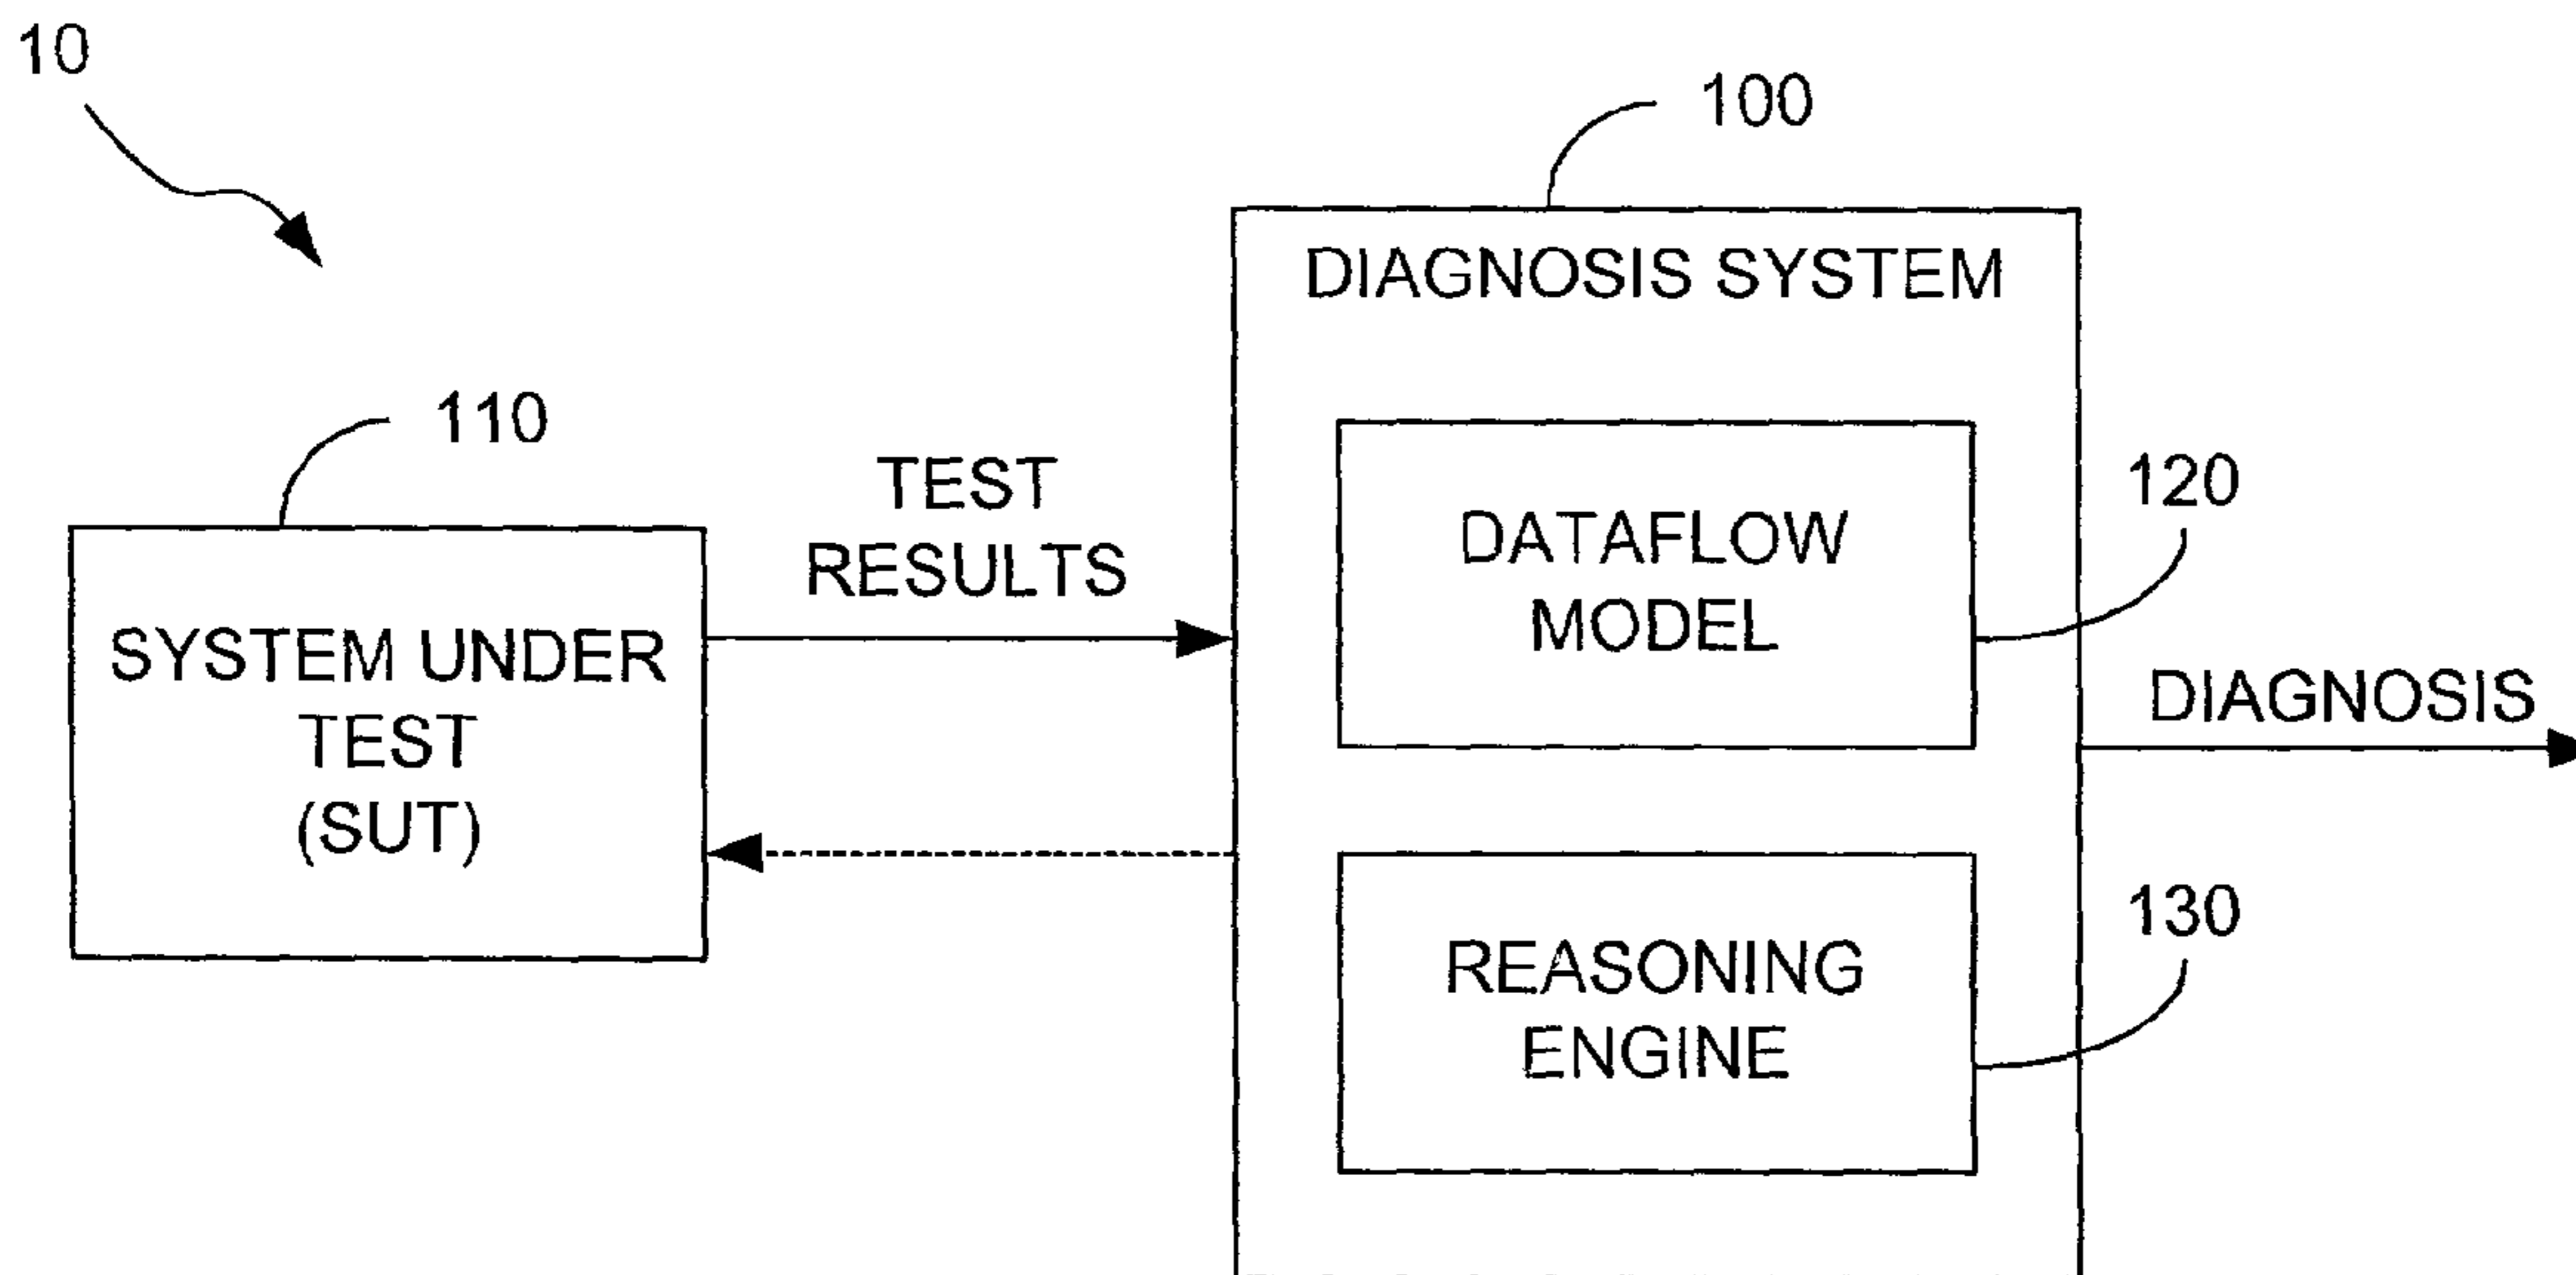 10
100
DIAGNOSIS SYSTEM
110
TEST
RESULTS
120
DATAFLOW
MODEL
SYSTEM UNDER
TEST
(SUT)
DIAGNOSIS
130
REASONING
ENGINE